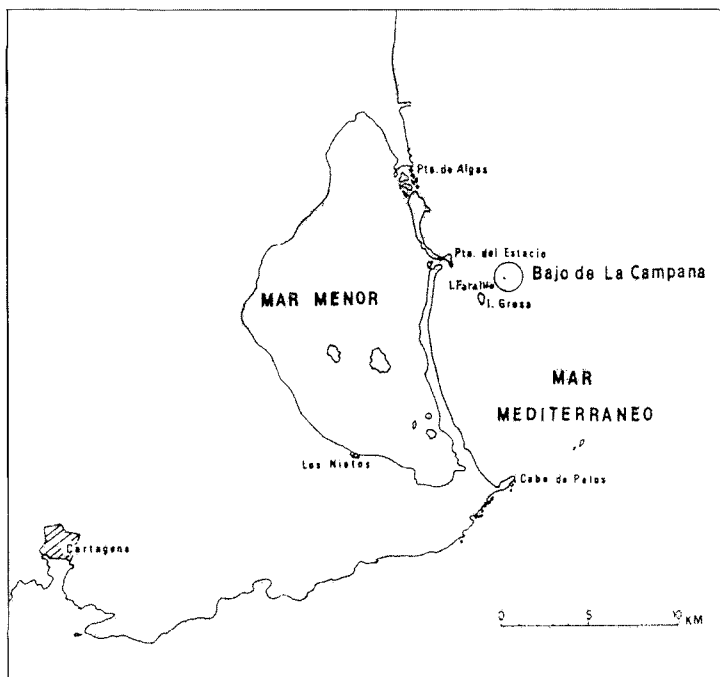 Pta. de Algas
Pta. del Estacio
Bajo de La Campana
I. Grosa
MAR MENOR
MAR
MEDITERRANEO
Los Nietos
Cabo de Palos
Cartagena
0 5 10 KM